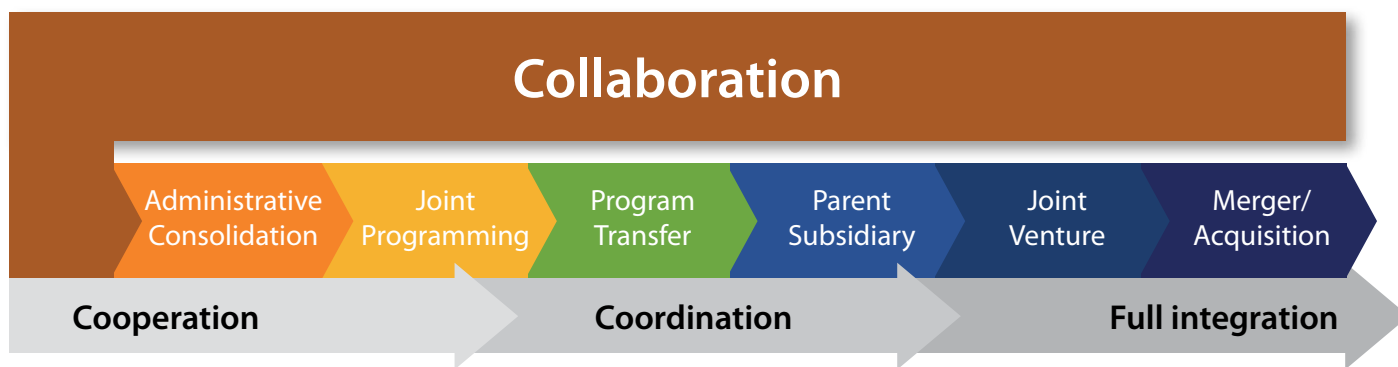 Collaboration
Administrative
Consolidation
Joint
Programming
Program
Transfer
Parent
Subsidiary
Joint
Venture
Merger/
Acquisition
Cooperation
Coordination
Full integration